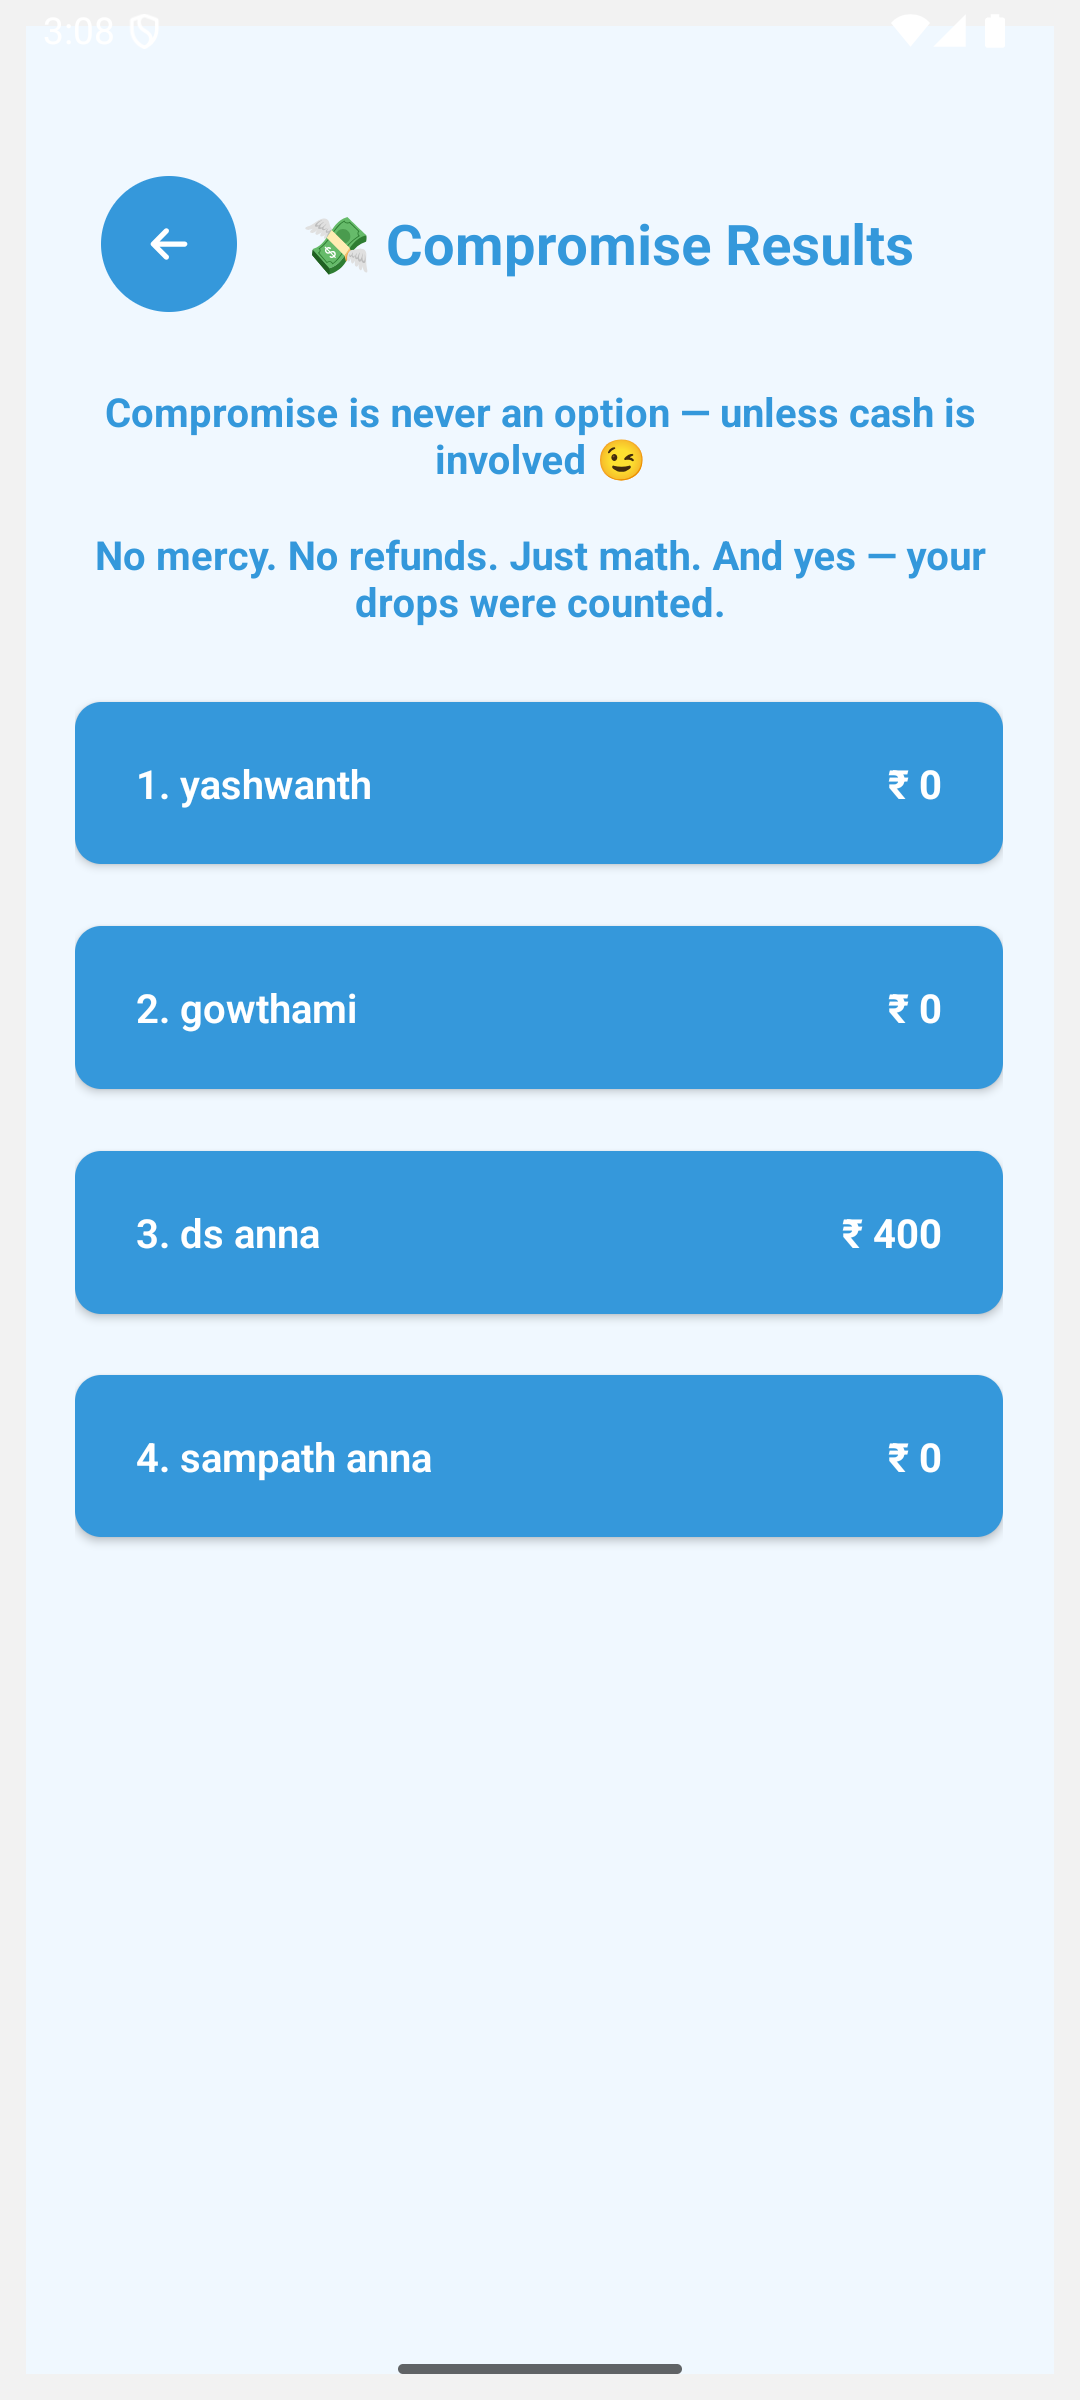 3:08
💸 Compromise Results
Compromise is never an option — unless cash is
involved 😉
No mercy. No refunds. Just math. And yes — your
drops were counted.
1. yashwanth ₹ 0
2. gowthami ₹ 0
3. ds anna ₹ 400
4. sampath anna ₹ 0